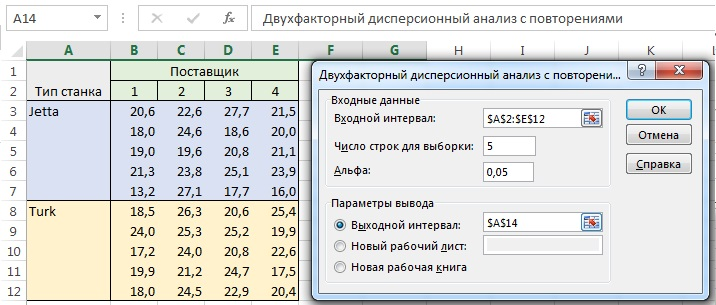 A14 Двухфакторный дисперсионный анализ с повторениями
A B C D E F G H I J K L
1 Поставщик
2 Тип станка 1 2 3 4
3 Jetta 20,6 22,6 27,7 21,5
4 18,0 24,6 18,6 20,0
5 19,0 19,6 20,8 21,1
6 21,3 23,8 25,1 23,9
7 13,2 27,1 17,7 16,0
8 Turk 18,5 26,3 20,6 25,4
9 24,0 25,3 25,2 19,9
10 17,2 24,0 20,8 22,6
11 19,9 21,2 24,7 17,5
12 18,0 24,5 22,9 20,4
Двухфакторный дисперсионный анализ с повторени...
Входные данные
Входной интервал: $A$2:$E$12
Число строк для выборки: 5
Альфа: 0,05
Параметры вывода
Выходной интервал: $A$14
Новый рабочий лист:
Новая рабочая книга
ОК
Отмена
Справка